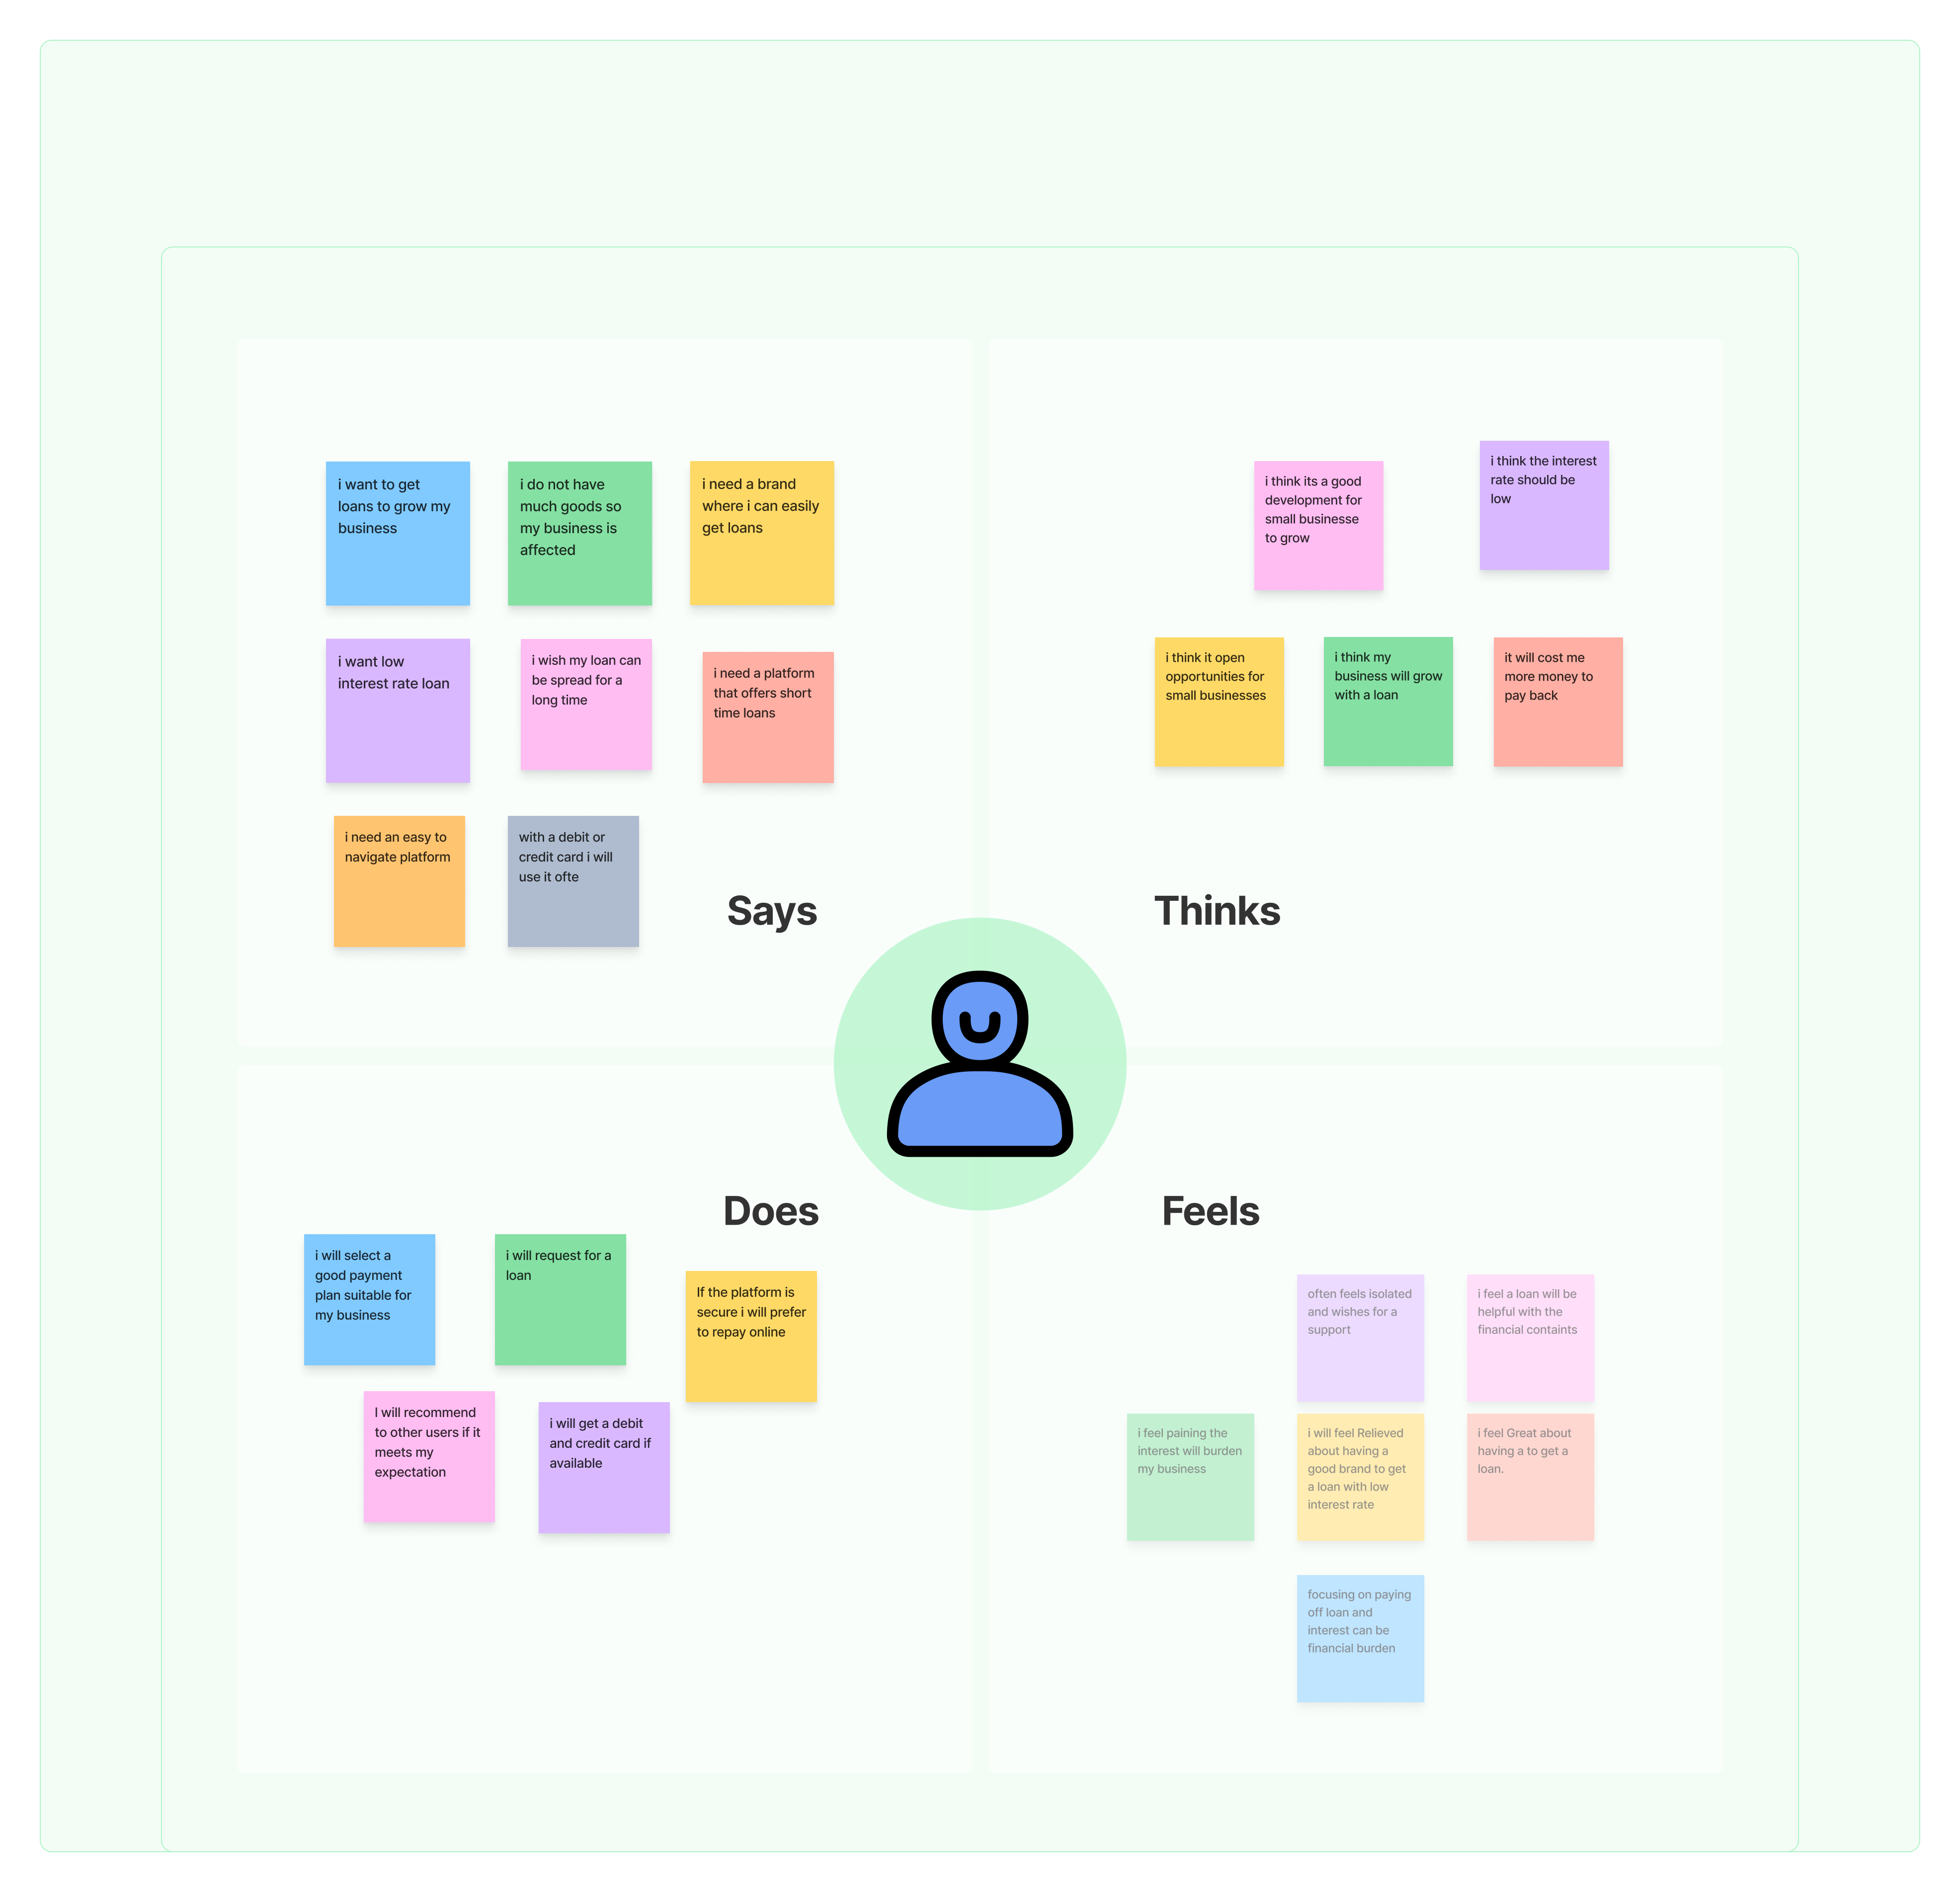 i want to get
loans to grow my
business
i do not have
much goods so
my business is
affected
i need a brand
where i can easily
get loans
i want low
interest rate loan
i wish my loan can
be spread for a
long time
i need a platform
that offers short
time loans
i need an easy to
navigate platform
with a debit or
credit card i will
use it ofte
Says
i think its a good
development for
small businesse
to grow
i think the interest
rate should be
low
i think it open
opportunities for
small businesses
i think my
business will grow
with a loan
it will cost me
more money to
pay back
Thinks
Does
i will select a
good payment
plan suitable for
my business
i will request for a
loan
If the platform is
secure i will prefer
to repay online
I will recommend
to other users if it
meets my
expectation
i will get a debit
and credit card if
available
Feels
often feels isolated
and wishes for a
support
i feel a loan will be
helpful with the
financial containts
i feel paining the
interest will burden
my business
i will feel Relieved
about having a
good brand to get
a loan with low
interest rate
i feel Great about
having a to get a
loan.
focusing on paying
off loan and
interest can be
financial burden